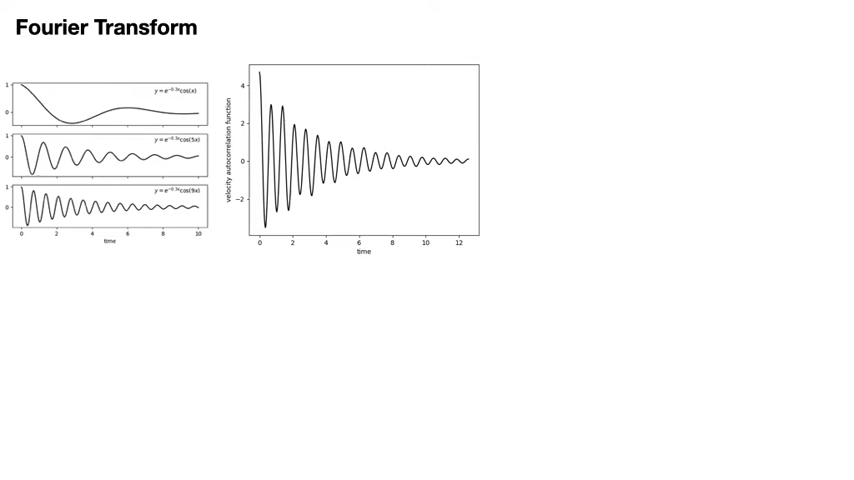 Fourier Transform
1
0
y = e^{-0.3x}cos(x)
1
0
y = e^{-0.3x}cos(5x)
1
0
y = e^{-0.3x}cos(9x)
0 2 4 6 8 10
time
velocity autocorrelation function
4
2
0
−2
0 2 4 6 8 10 12
time